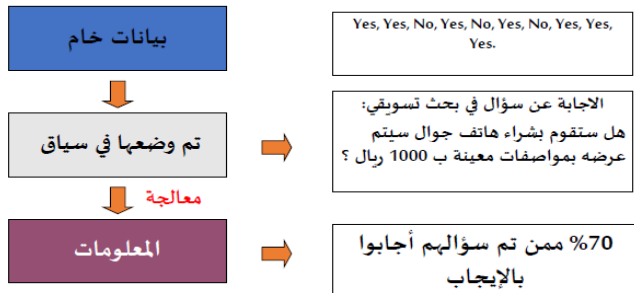 بيانات خام
Yes, Yes, No, Yes, No, Yes, No, Yes, Yes,
Yes.
تم وضعها في سياق
الاجابة عن سؤال في بحث تسويقي:
هل ستقوم بشراء هاتف جوال سيتم
عرضه بمواصفات معينة ب 1000 ريال ؟
معالجة
المعلومات
70% ممن تم سؤالهم أجابوا
بالإيجاب